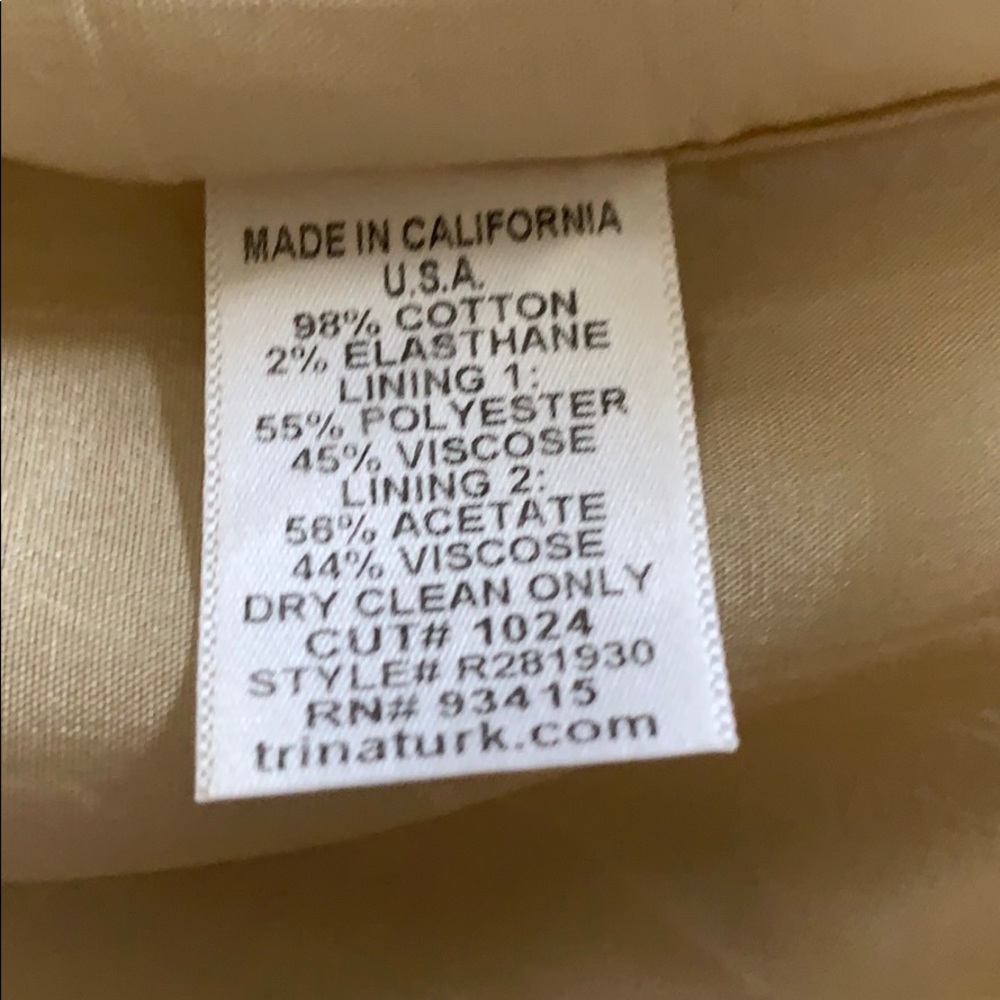 MADE IN CALIFORNIA
U.S.A.
98% COTTON
2% ELASTHANE
LINING 1:
55% POLYESTER
45% VISCOSE
LINING 2:
56% ACETATE
44% VISCOSE
DRY CLEAN ONLY
CUT# 1024
STYLE# R281930
RN# 93415
trinaturk.com